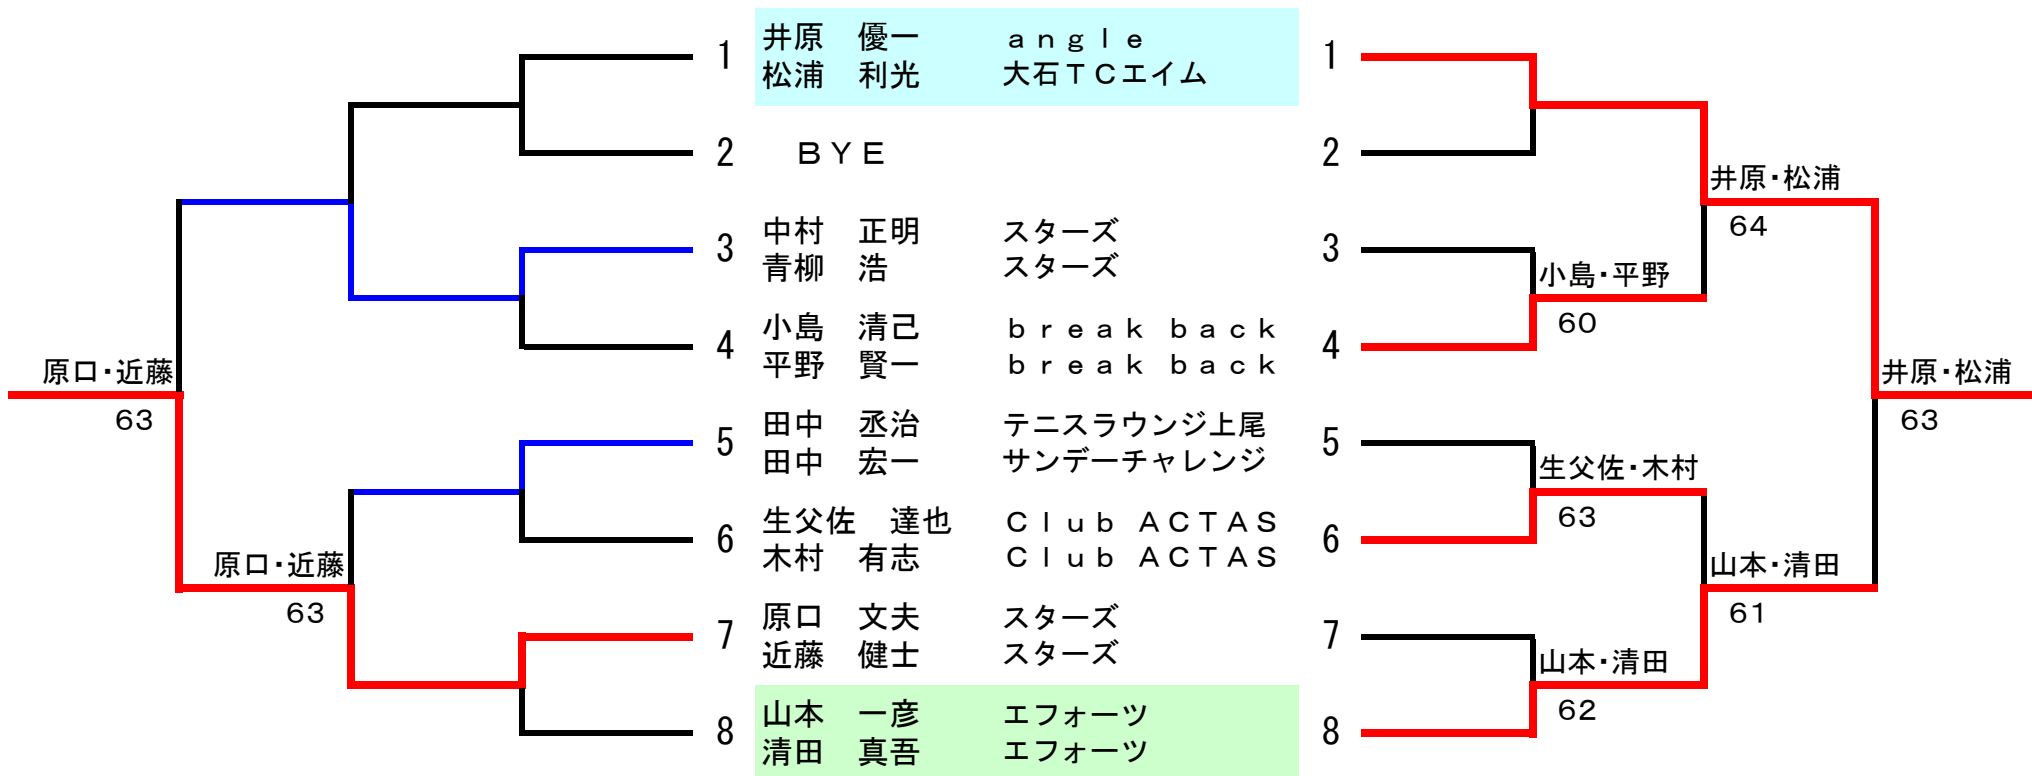 1 井原 優一 angle 1
松浦 利光 大石TCエイム
2 BYE 2
井原・松浦
64
3 中村 正明 スターズ 3
青柳 浩 スターズ
小島・平野
60
4 小島 清己 break back 4
平野 賢一 break back
原口・近藤
63
井原・松浦
63
5 田中 丞治 テニスラウンジ上尾 5
田中 宏一 サンデーチャレンジ
生父佐・木村
63
6 生父佐 達也 Club ACTAS 6
木村 有志 Club ACTAS
原口・近藤
63
山本・清田
61
7 原口 文夫 スターズ 7
近藤 健士 スターズ
山本・清田
62
8 山本 一彦 エフォーツ 8
清田 真吾 エフォーツ